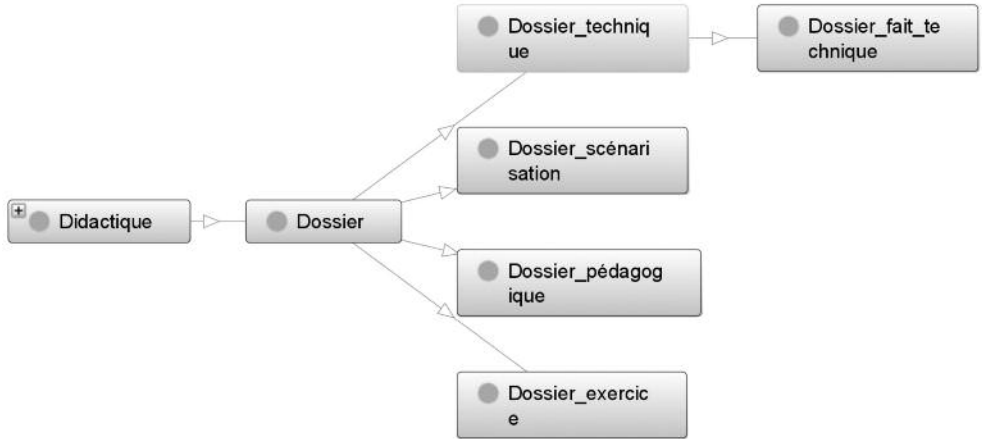 Dossier_techniq
ue
Dossier_fait_te
chnique
Dossier_scénari
sation
Didactique
Dossier
Dossier_pédagog
ique
Dossier_exercic
e